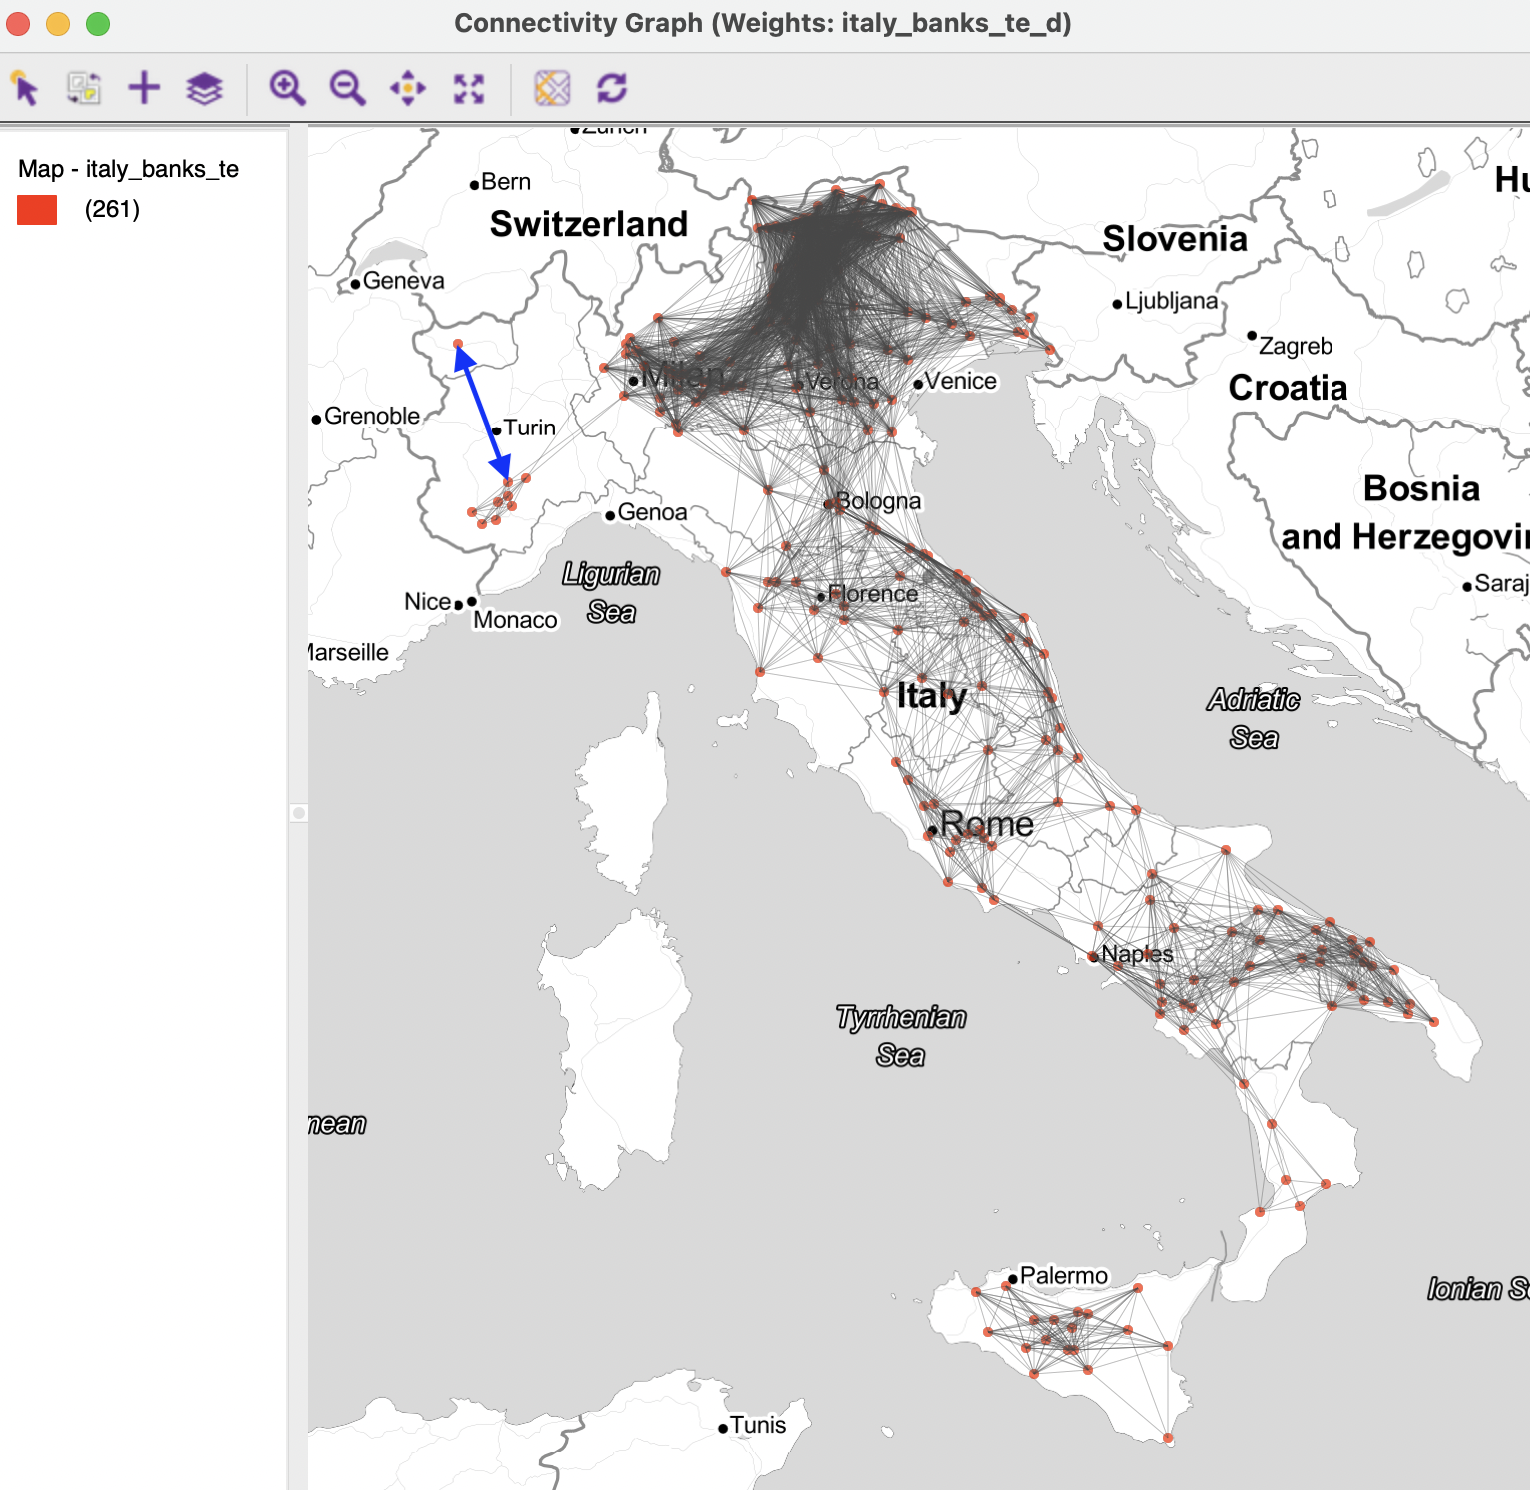 Connectivity Graph (Weights: italy_banks_te_d)
Map - italy_banks_te
(261)
Zurich
Bern
Switzerland
Slovenia
Geneva
Ljubljana
Zagreb
Croatia
Milan
Verona
Venice
Grenoble
Turin
Bosnia
and Herzegovi
Bologna
Genoa
Ligurian
Sea
Florence
Nice
Monaco
Saraj
Marseille
Italy
Adriatic
Sea
Rome
Naples
Tyrrhenian
Sea
nean
Palermo
Ionian S
Tunis